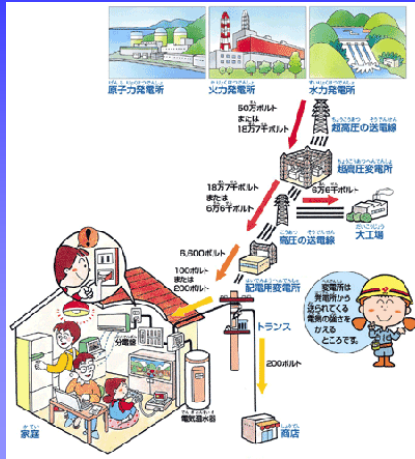 原子力発電所
火力発電所
水力発電所
50万ボルト
または
18万7千ボルト
超高圧の送電線
超高圧変電所
18万7千ボルト
または
6万6千ボルト
6万6千ボルト
高圧の送電線
大工場
6,600ボルト
配電用変電所
100ボルト
または
200ボルト
トランス
分電盤
200ボルト
変電所は
発電所から
送られてくる
電気の強さを
かえる
ところです。
電気温水器
家庭
商店